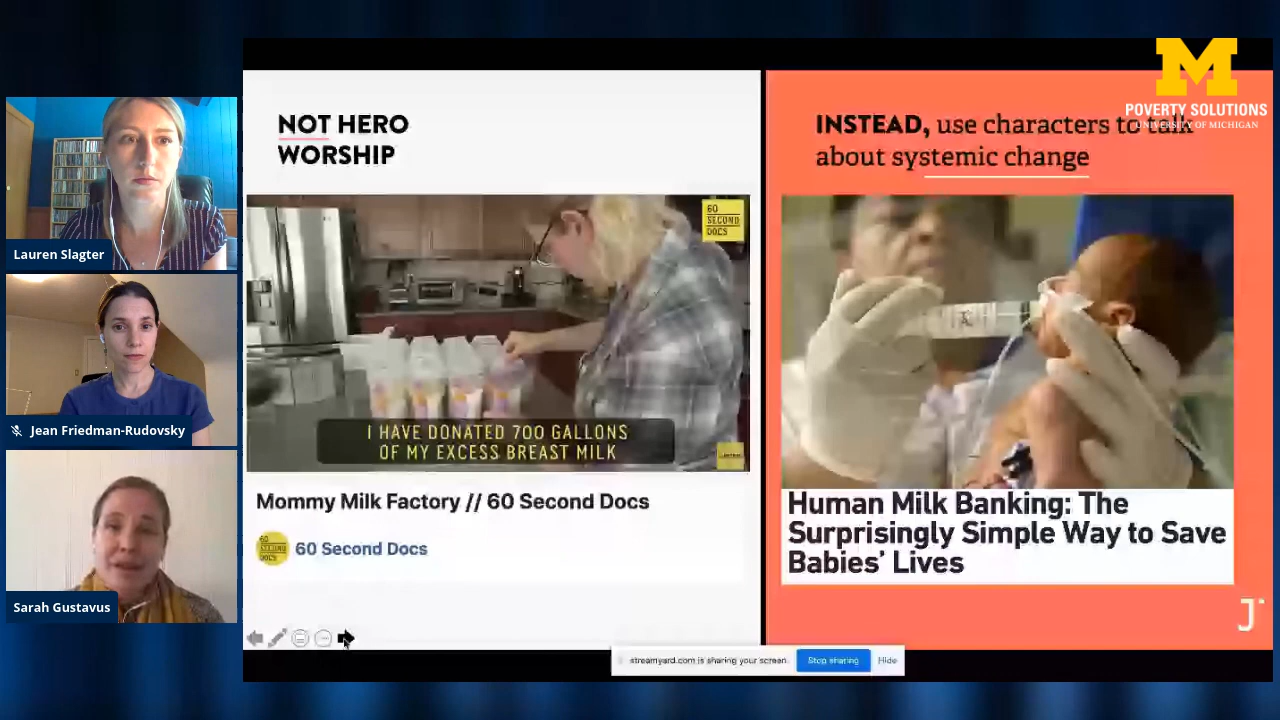 Lauren Slagter
Jean Friedman-Rudovsky
Sarah Gustavus
NOT HERO
WORSHIP
60
SECOND
DOCS
I HAVE DONATED 700 GALLONS
OF MY EXCESS BREAST MILK
Mommy Milk Factory // 60 Second Docs
60
SECOND
DOCS
60 Second Docs
M
POVERTY SOLUTIONS
UNIVERSITY OF MICHIGAN
INSTEAD, use characters to talk
about systemic change
Human Milk Banking: The
Surprisingly Simple Way to Save
Babies’ Lives
J
streamyard.com is sharing your screen.
Stop sharing
Hide